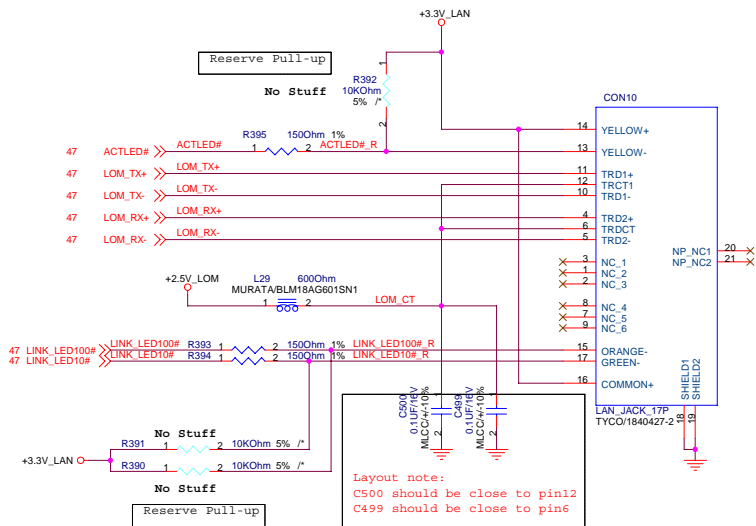 +3.3V_LAN
Reserve Pull-up
No Stuff
R392
10KOhm
5% /*
1
2
CON10
14 YELLOW+
47 ACTLED# ACTLED# R395 1 150Ohm 2 1% ACTLED#_R 13 YELLOW-
47 LOM_TX+ LOM_TX+ 11 TRD1+
12 TRCT1
47 LOM_TX- LOM_TX- 10 TRD1-
47 LOM_RX+ LOM_RX+ 4 TRD2+
6 TRDCT
47 LOM_RX- LOM_RX- 5 TRD2-
NP_NC1 20
NP_NC2 21
3 NC_1
1 NC_2
2 NC_3
8 NC_4
7 NC_5
9 NC_6
+2.5V_LOM
L29 600Ohm
MURATA/BLM18AG601SN1
1 2 LOM_CT
47 LINK_LED100# LINK_LED100# R393 1 2 150Ohm 1% LINK_LED100#_R 15 ORANGE-
47 LINK_LED10# LINK_LED10# R394 1 2 150Ohm 1% LINK_LED10#_R 17 GREEN-
16 COMMON+
SHIELD1
SHIELD2
18
19
LAN_JACK_17P
TYCO/1840427-2
C500
0.1UF/16V
MLCC/+/-10%
1
2
C499
0.1UF/16V
MLCC/+/-10%
1
2
No Stuff
R391 1 2 10KOhm 5% /*
+3.3V_LAN
R390 1 2 10KOhm 5% /*
No Stuff
Reserve Pull-up
Layout note:
C500 should be close to pin12
C499 should be close to pin6